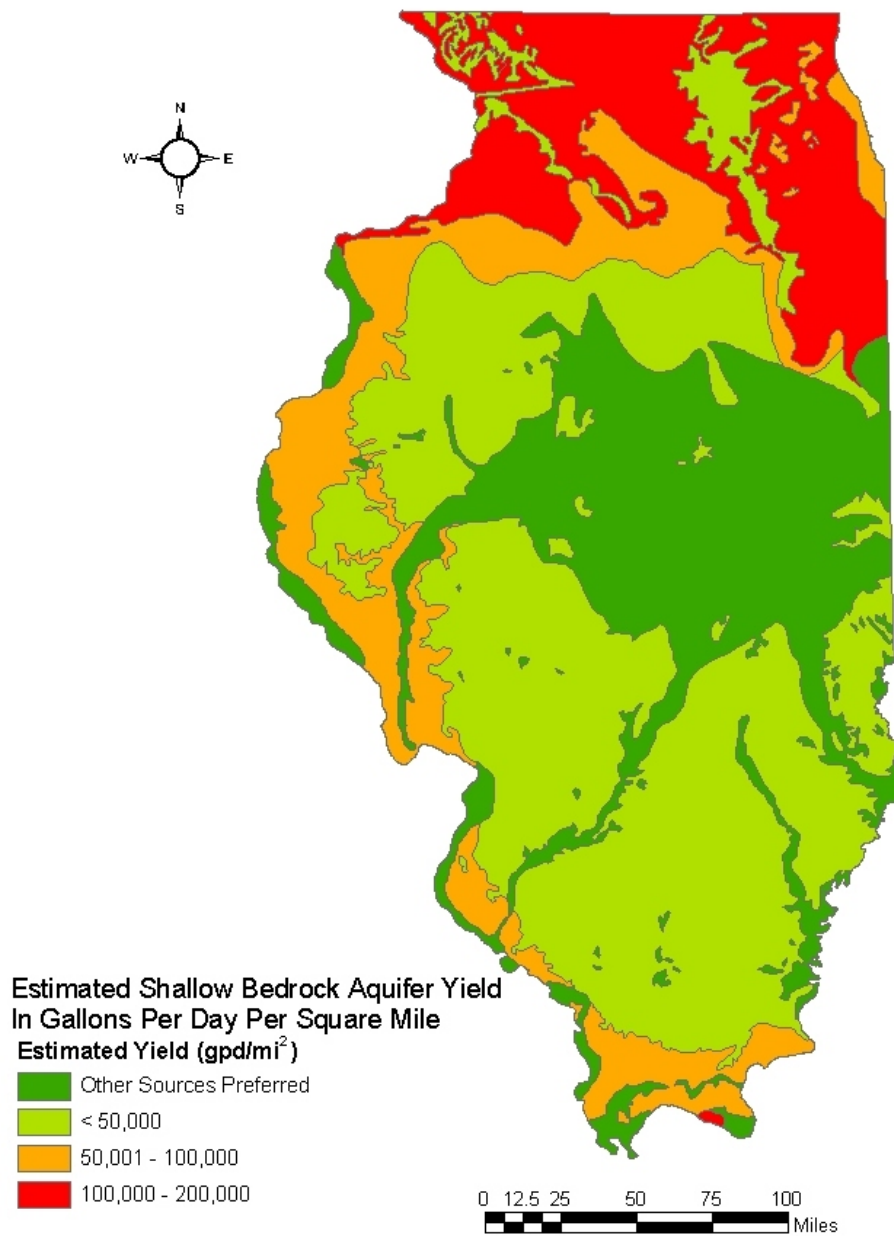 N
W E
S
Estimated Shallow Bedrock Aquifer Yield
In Gallons Per Day Per Square Mile
Estimated Yield (gpd/mi²)
Other Sources Preferred
< 50,000
50,001 - 100,000
100,000 - 200,000
0 12.5 25 50 75 100
Miles